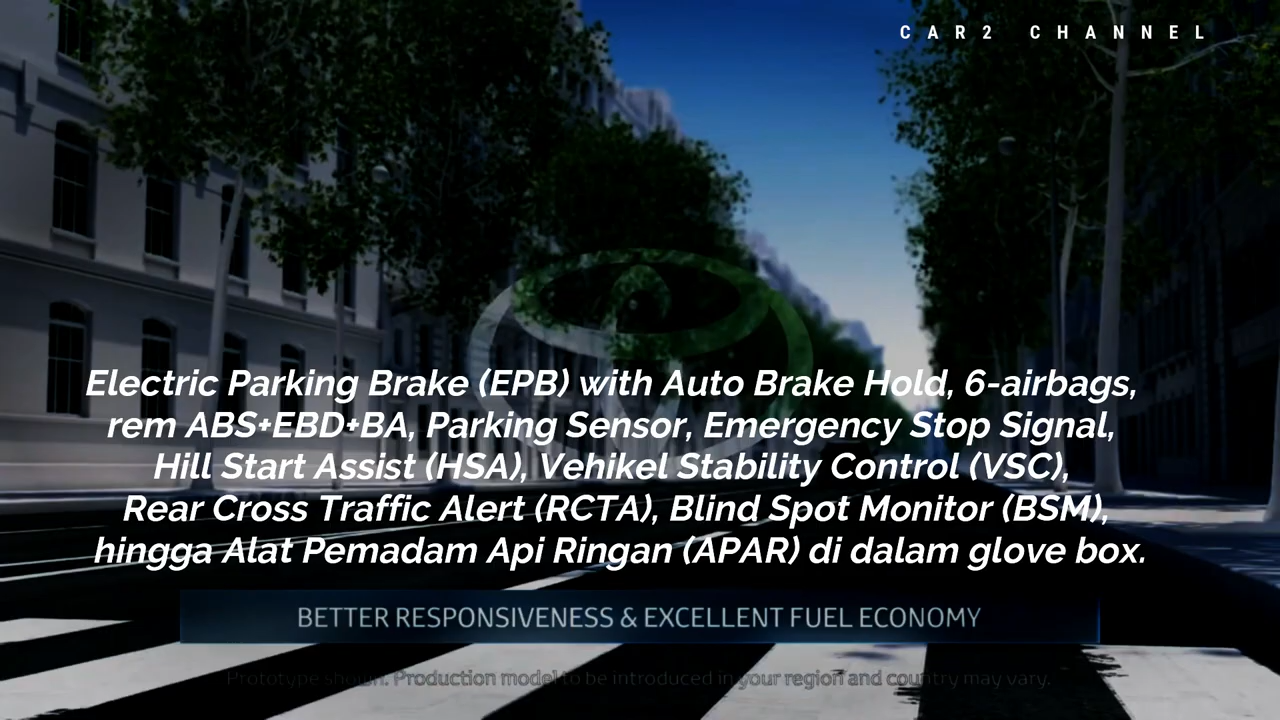 CAR2 CHANNEL
Electric Parking Brake (EPB) with Auto Brake Hold, 6-airbags,
rem ABS+EBD+BA, Parking Sensor, Emergency Stop Signal,
Hill Start Assist (HSA), Vehikel Stability Control (VSC),
Rear Cross Traffic Alert (RCTA), Blind Spot Monitor (BSM),
hingga Alat Pemadam Api Ringan (APAR) di dalam glove box.
BETTER RESPONSIVENESS & EXCELLENT FUEL ECONOMY
Prototype shown. Production model to be introduced in your region and country may vary.